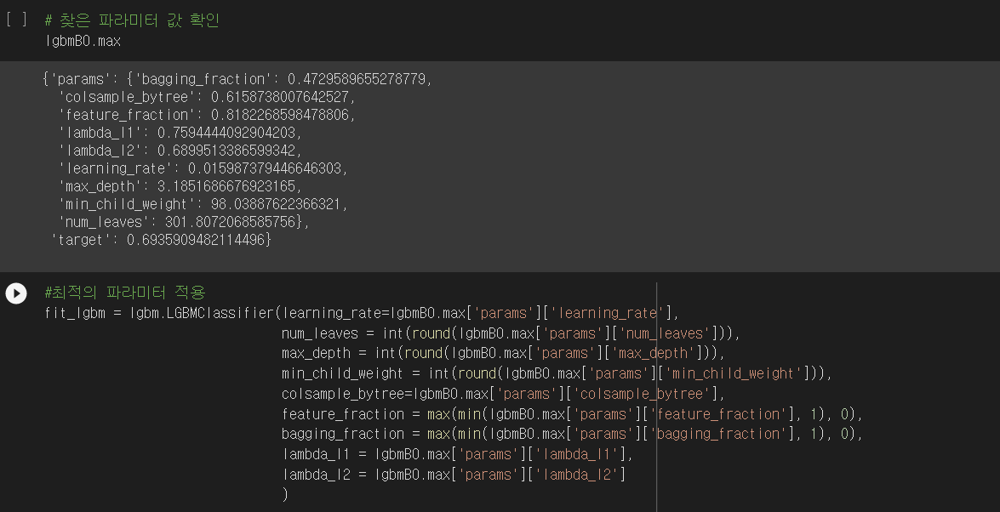 [ ] # 찾은 파라미터 값 확인
lgbmBO.max
{'params': {'bagging_fraction': 0.4729589655278779,
'colsample_bytree': 0.6158738007642527,
'feature_fraction': 0.8182268598478806,
'lambda_l1': 0.7594444092904203,
'lambda_l2': 0.6899513386599342,
'learning_rate': 0.015987379446646303,
'max_depth': 3.1851686676923165,
'min_child_weight': 98.03887622366321,
'num_leaves': 301.8072068585756},
'target': 0.6935909482114496}
#최적의 파라미터 적용
fit_lgbm = lgbm.LGBMClassifier(learning_rate=lgbmBO.max['params']['learning_rate'],
num_leaves = int(round(lgbmBO.max['params']['num_leaves'])),
max_depth = int(round(lgbmBO.max['params']['max_depth'])),
min_child_weight = int(round(lgbmBO.max['params']['min_child_weight'])),
colsample_bytree=lgbmBO.max['params']['colsample_bytree'],
feature_fraction = max(min(lgbmBO.max['params']['feature_fraction'], 1), 0),
bagging_fraction = max(min(lgbmBO.max['params']['bagging_fraction'], 1), 0),
lambda_l1 = lgbmBO.max['params']['lambda_l1'],
lambda_l2 = lgbmBO.max['params']['lambda_l2']
)